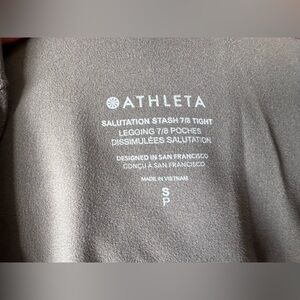 ATHLETA
SALUTATION STASH 7/8 TIGHT
LEGGING 7/8 POCHES
DISSIMULÉES SALUTATION
DESIGNED IN SAN FRANCISCO
CONÇU À SAN FRANCISCO
MADE IN VIETNAM
S
P